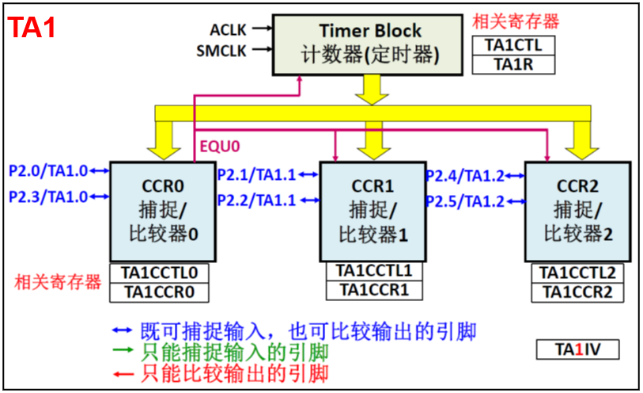 TA1
ACLK
SMCLK
Timer Block
计数器(定时器)
相关寄存器
TA1CTL
TA1R
EQU0
P2.0/TA1.0
P2.3/TA1.0
CCR0
捕捉/
比较器0
P2.1/TA1.1
P2.2/TA1.1
CCR1
捕捉/
比较器1
P2.4/TA1.2
P2.5/TA1.2
CCR2
捕捉/
比较器2
相关寄存器
TA1CCTL0
TA1CCR0
TA1CCTL1
TA1CCR1
TA1CCTL2
TA1CCR2
既可捕捉输入，也可比较输出的引脚
只能捕捉输入的引脚
只能比较输出的引脚
TA1IV